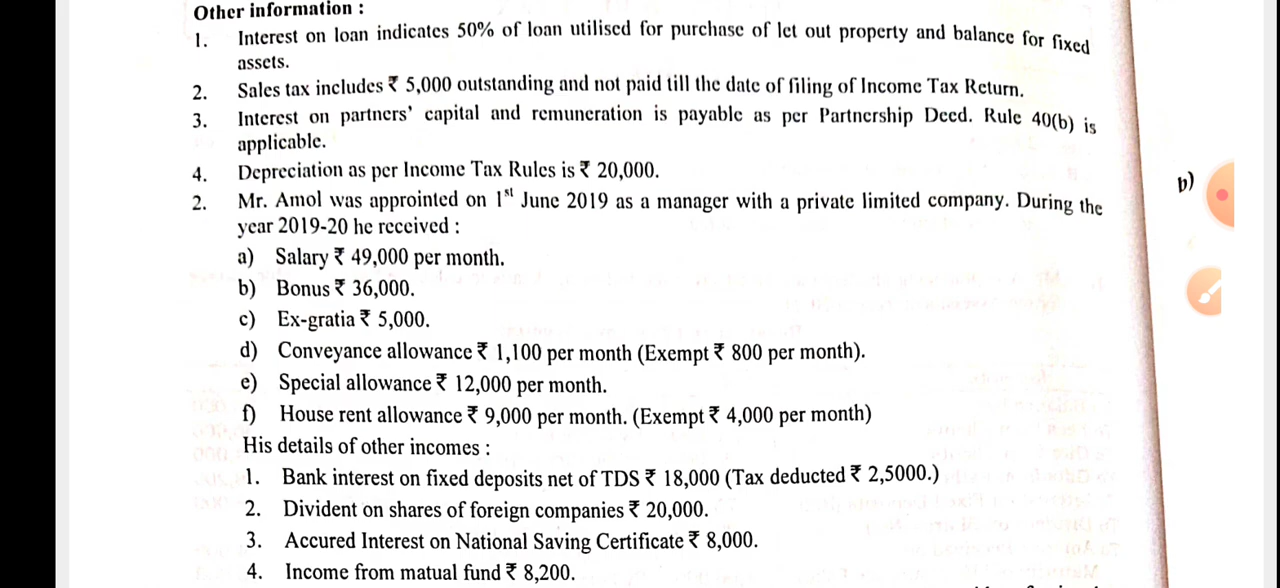 Other information :
1. Interest on loan indicates 50% of loan utilised for purchase of let out property and balance for fixed
assets.
2. Sales tax includes ₹ 5,000 outstanding and not paid till the date of filing of Income Tax Return.
3. Interest on partners' capital and remuneration is payable as per Partnership Deed. Rule 40(b) is
applicable.
4. Depreciation as per Income Tax Rules is ₹ 20,000.
2. Mr. Amol was approinted on 1st June 2019 as a manager with a private limited company. During the
year 2019-20 he received :
a) Salary ₹ 49,000 per month.
b) Bonus ₹ 36,000.
c) Ex-gratia ₹ 5,000.
d) Conveyance allowance ₹ 1,100 per month (Exempt ₹ 800 per month).
e) Special allowance ₹ 12,000 per month.
f) House rent allowance ₹ 9,000 per month. (Exempt ₹ 4,000 per month)
His details of other incomes :
1. Bank interest on fixed deposits net of TDS ₹ 18,000 (Tax deducted ₹ 2,5000.)
2. Divident on shares of foreign companies ₹ 20,000.
3. Accured Interest on National Saving Certificate ₹ 8,000.
4. Income from matual fund ₹ 8,200.
b)